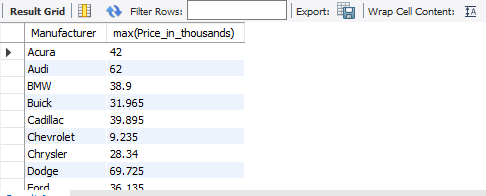 Result Grid Filter Rows: Export: Wrap Cell Content:
Manufacturer max(Price_in_thousands)
Acura 42
Audi 62
BMW 38.9
Buick 31.965
Cadillac 39.895
Chevrolet 9.235
Chrysler 28.34
Dodge 69.725
Ford 36.135